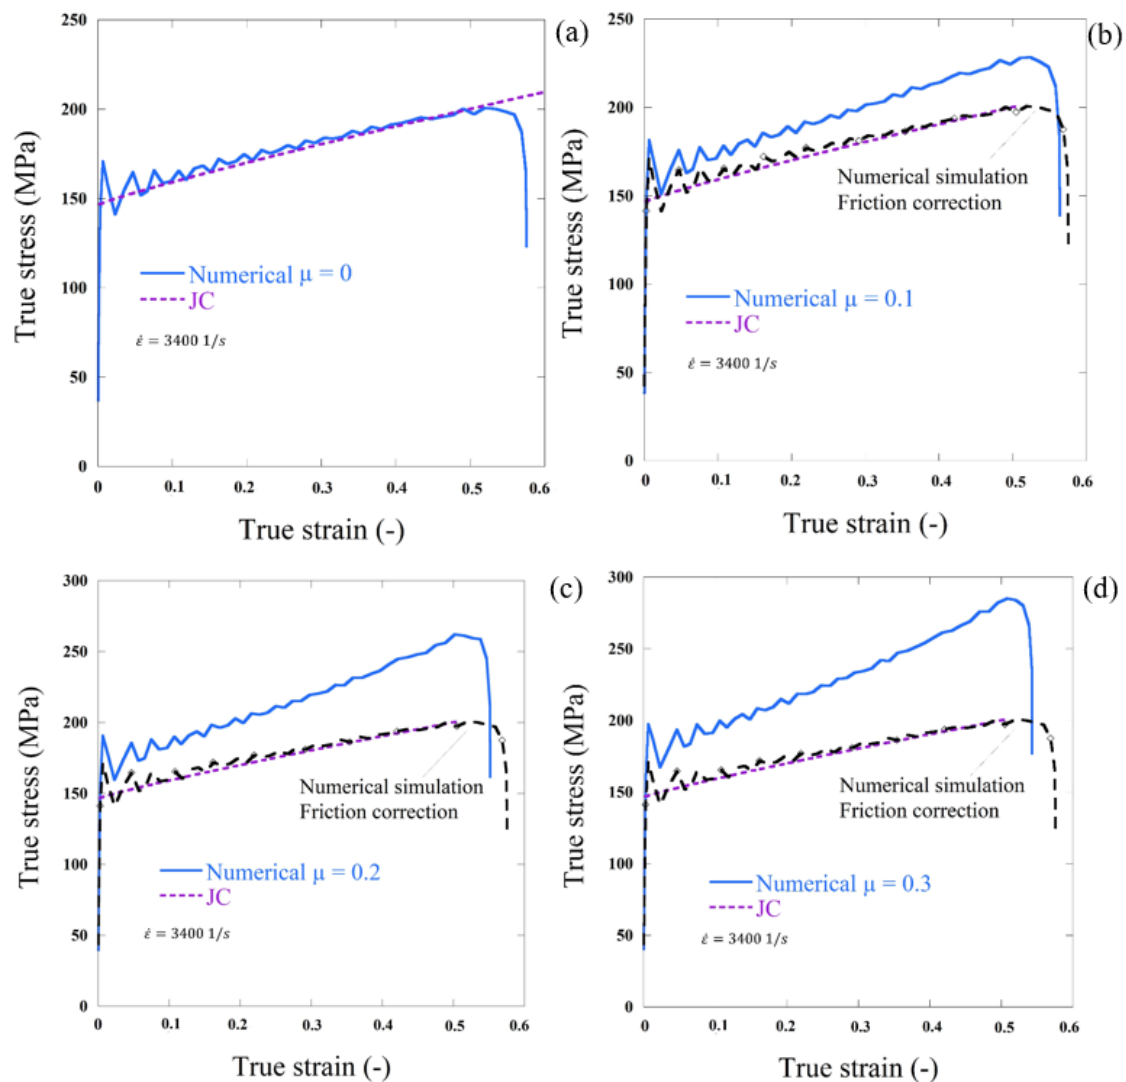 (a)
250
200
150
100
50
0
True stress (MPa)
Numerical μ = 0
JC
ε̇ = 3400 1/s
0 0.1 0.2 0.3 0.4 0.5 0.6
True strain (-)
(b)
250
200
150
100
50
0
True stress (MPa)
Numerical simulation
Friction correction
Numerical μ = 0.1
JC
ε̇ = 3400 1/s
0 0.1 0.2 0.3 0.4 0.5 0.6
True strain (-)
(c)
300
250
200
150
100
50
0
True stress (MPa)
Numerical simulation
Friction correction
Numerical μ = 0.2
JC
ε̇ = 3400 1/s
0 0.1 0.2 0.3 0.4 0.5 0.6
True strain (-)
(d)
300
250
200
150
100
50
0
True stress (MPa)
Numerical simulation
Friction correction
Numerical μ = 0.3
JC
ε̇ = 3400 1/s
0 0.1 0.2 0.3 0.4 0.5 0.6
True strain (-)